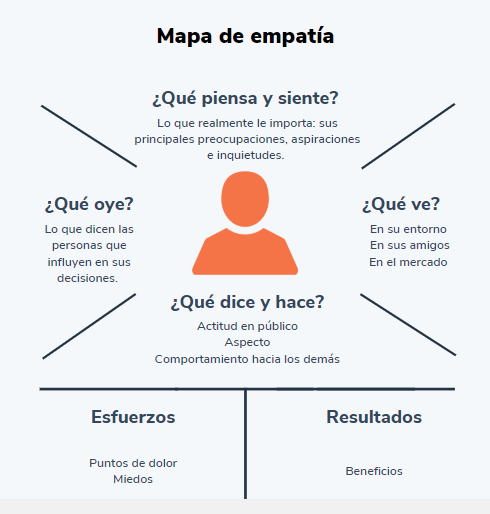 Mapa de empatía
¿Qué piensa y siente?
Lo que realmente le importa: sus
principales preocupaciones, aspiraciones
e inquietudes.
¿Qué oye?
Lo que dicen las
personas que
influyen en sus
decisiones.
¿Qué ve?
En su entorno
En sus amigos
En el mercado
¿Qué dice y hace?
Actitud en público
Aspecto
Comportamiento hacia los demás
Esfuerzos
Puntos de dolor
Miedos
Resultados
Beneficios